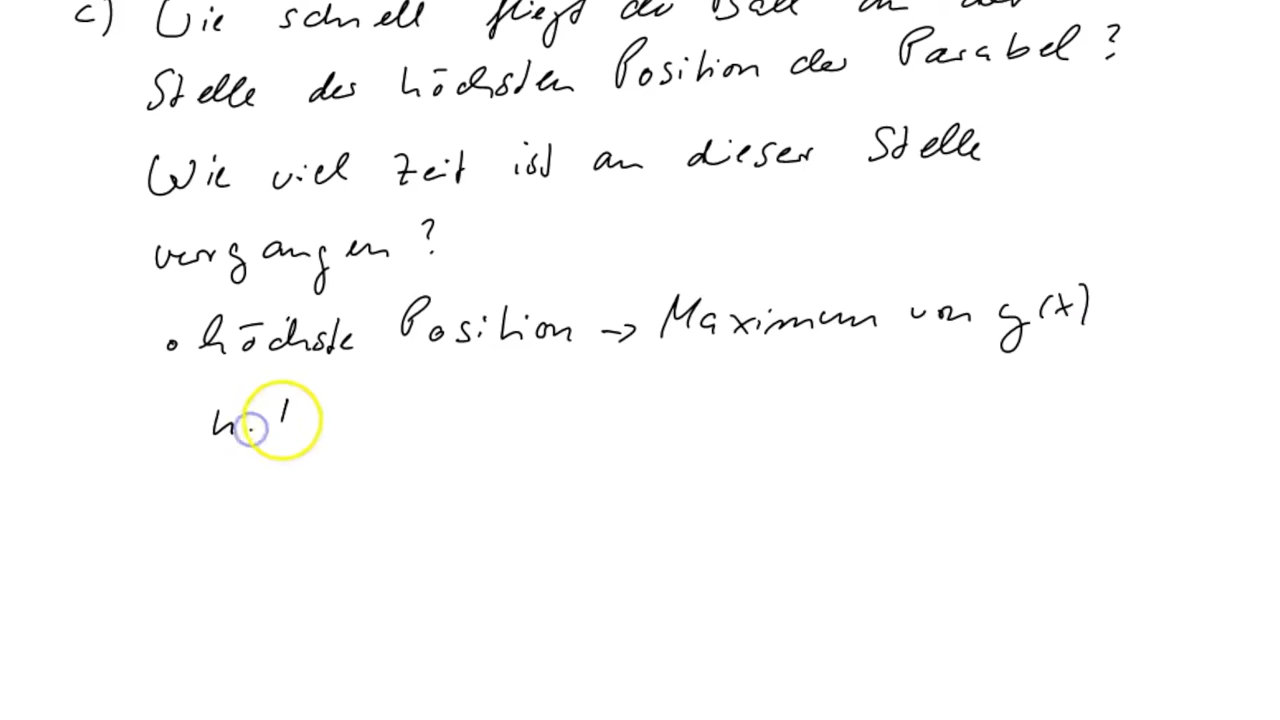 c) Wie schnell fliegt der Ball an der
Stelle der höchsten Position der Parabel?
Wie viel Zeit ist an dieser Stelle
vergangen?
• höchste Position → Maximum von g(x)
n.